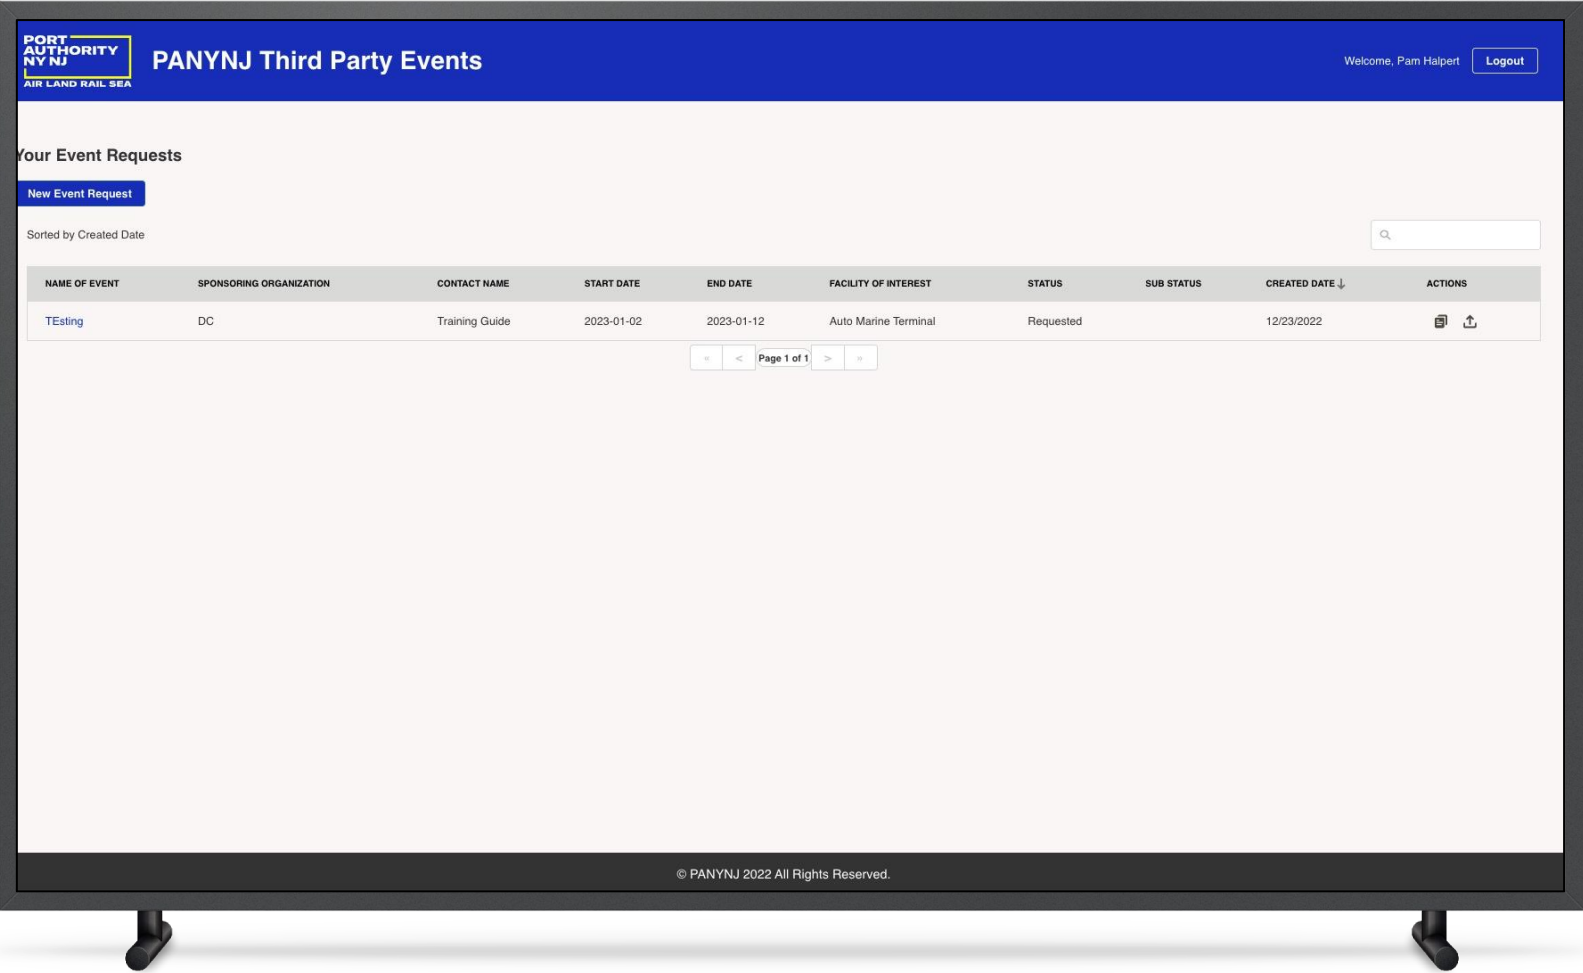 PORT
AUTHORITY
NY NJ
AIR LAND RAIL SEA
PANYNJ Third Party Events
Welcome, Pam Halpert
Logout
Your Event Requests
New Event Request
Sorted by Created Date
NAME OF EVENT SPONSORING ORGANIZATION CONTACT NAME START DATE END DATE FACILITY OF INTEREST STATUS SUB STATUS CREATED DATE ↓ ACTIONS
TEsting DC Training Guide 2023-01-02 2023-01-12 Auto Marine Terminal Requested 12/23/2022
« < Page 1 of 1 > »
© PANYNJ 2022 All Rights Reserved.